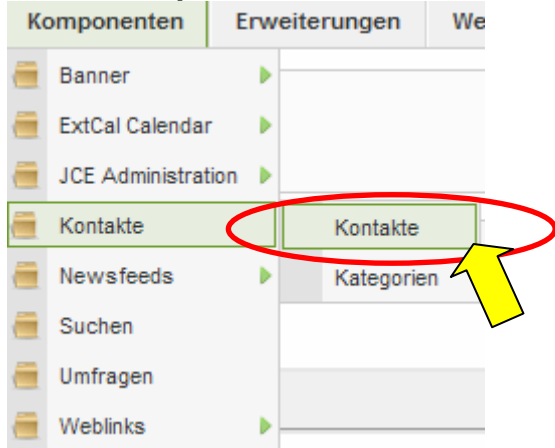 Komponenten Erweiterungen We
Banner
ExtCal Calendar
JCE Administration
Kontakte Kontakte
Newsfeeds Kategorien
Suchen
Umfragen
Weblinks